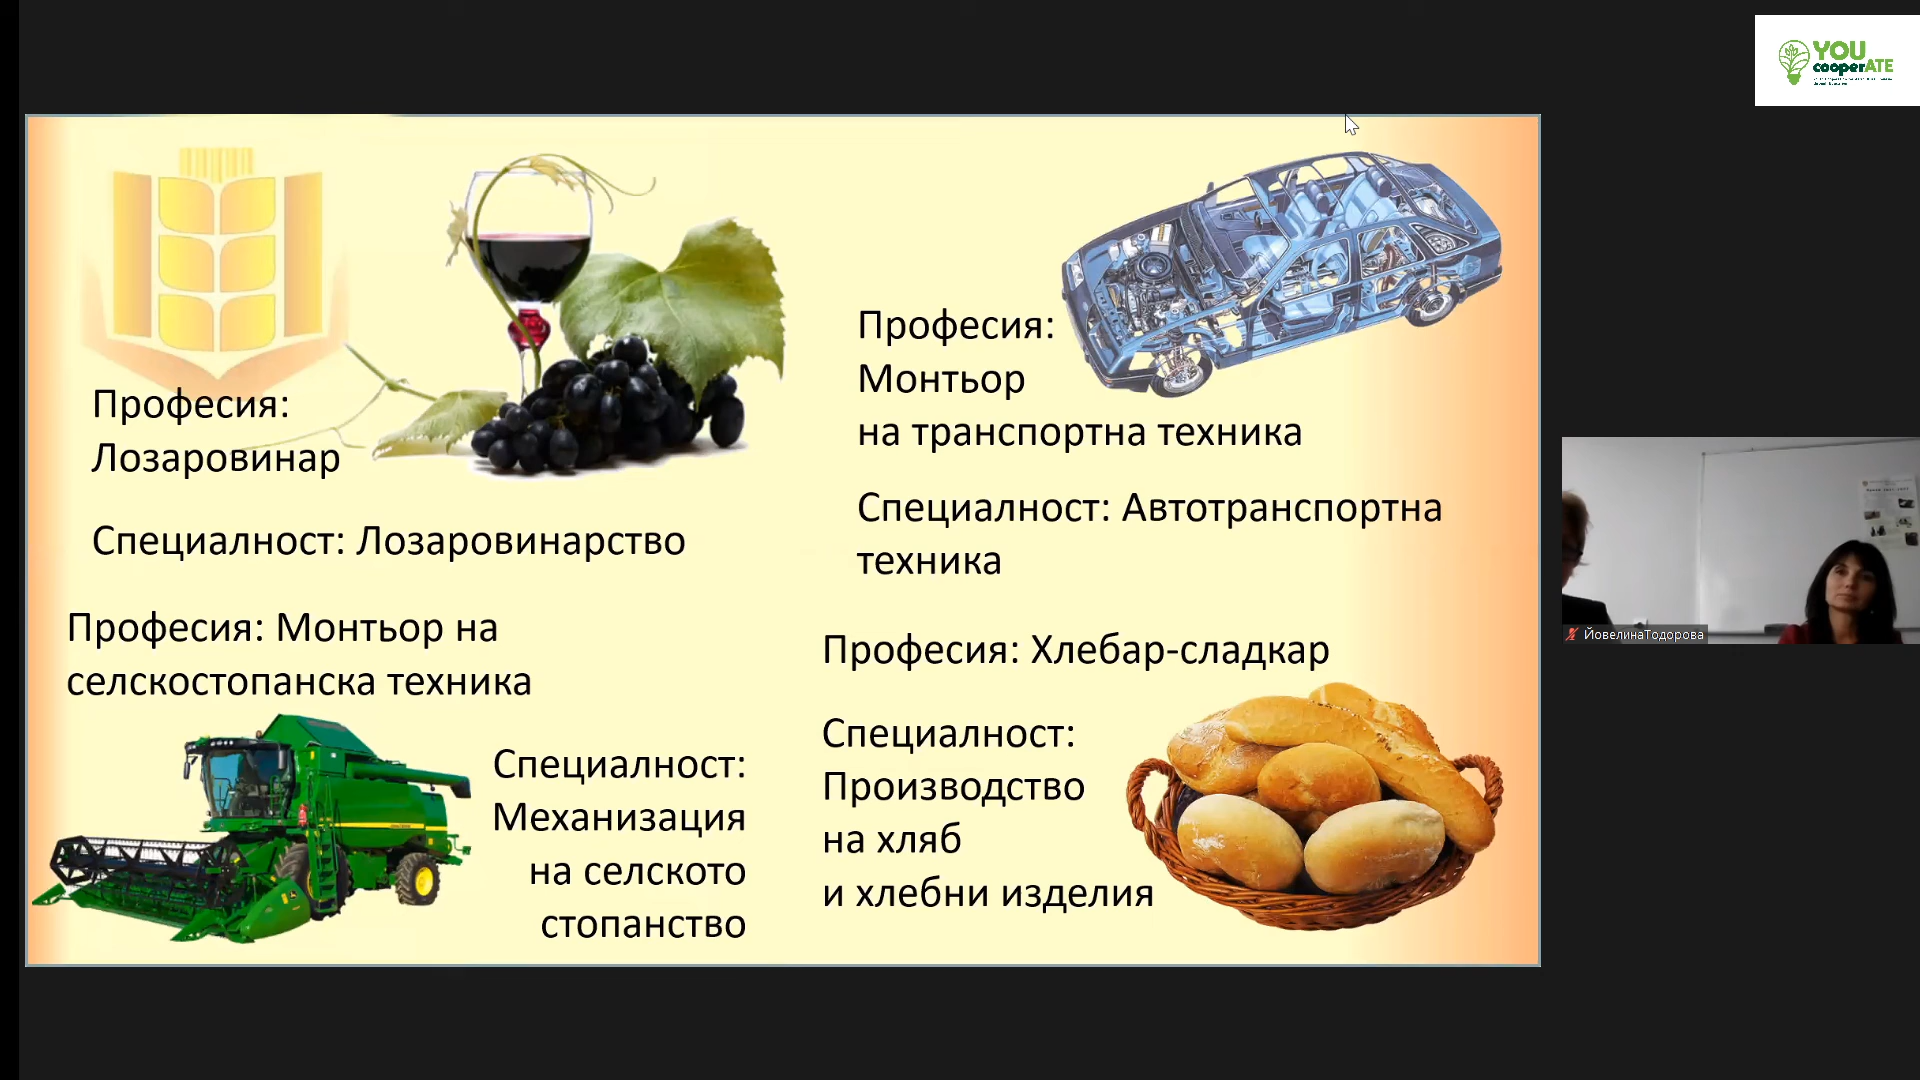 YOU
cooperATE
Професия:
Лозаровинар
Специалност: Лозаровинарство
Професия:
Монтьор
на транспортна техника
Специалност: Автотранспортна
техника
Професия: Монтьор на
селскостопанска техника
Специалност:
Механизация
на селското
стопанство
Професия: Хлебар-сладкар
Специалност:
Производство
на хляб
и хлебни изделия
ЙовелинаТодорова